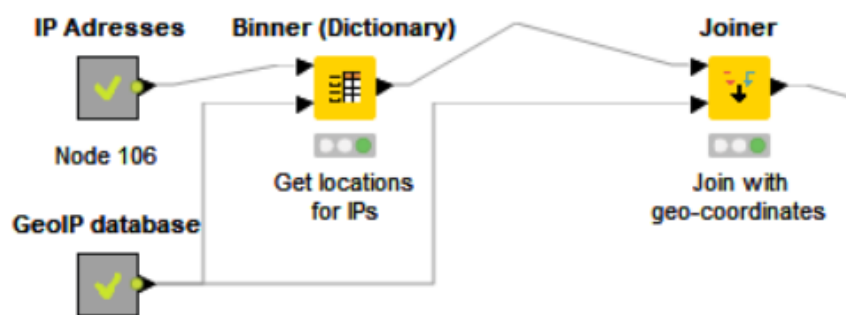 IP Adresses
Binner (Dictionary)
Joiner
Node 106
Get locations
for IPs
Join with
geo-coordinates
GeoIP database